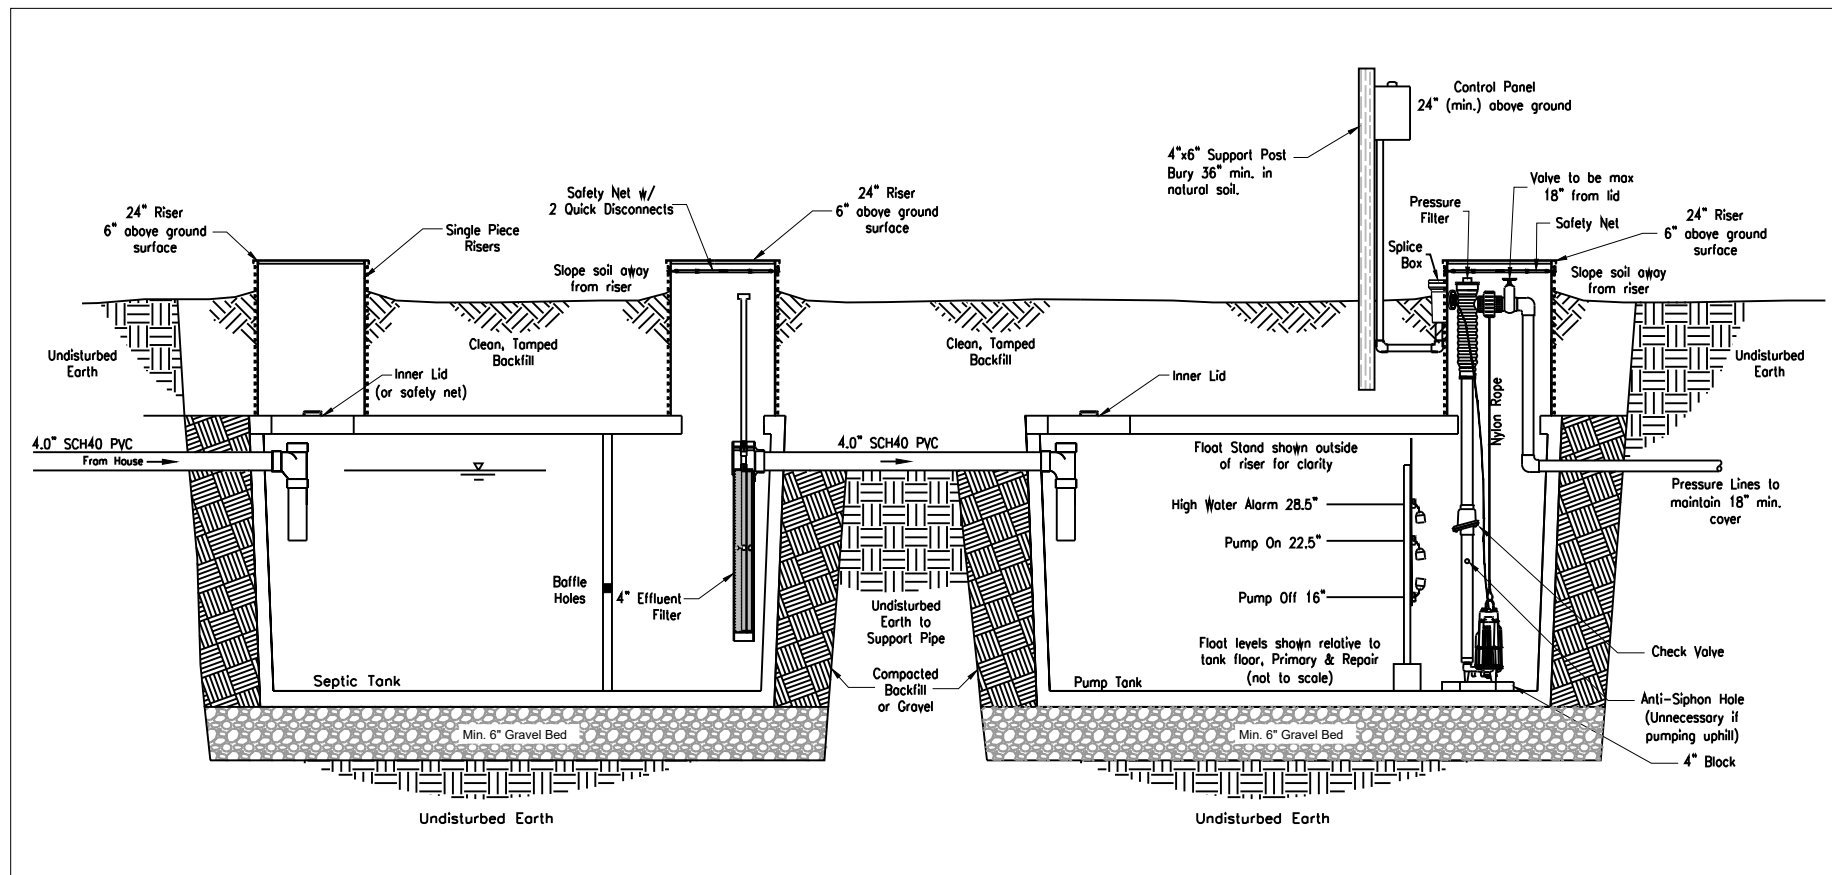 Control Panel
24" (min.) above ground
4"x6" Support Post
Bury 36" min. in
natural soil.
Valve to be max
18" from lid
Pressure
Filter
Safety Net
24" Riser
6" above ground
surface
Splice
Box
Slope soil away
from riser
24" Riser
6" above ground
surface
Single Piece
Risers
Safety Net w/
2 Quick Disconnects
24" Riser
6" above ground
surface
Slope soil away
from riser
Undisturbed
Earth
Clean, Tamped
Backfill
Clean, Tamped
Backfill
Undisturbed
Earth
Inner Lid
(or safety net)
Inner Lid
Nylon Rope
4.0" SCH40 PVC
From House
4.0" SCH40 PVC
Float Stand shown outside
of riser for clarity
High Water Alarm 28.5"
Pump On 22.5"
Pump Off 16"
Float levels shown relative to
tank floor, Primary & Repair
(not to scale)
Pressure Lines to
maintain 18" min.
cover
Baffle
Holes
4" Effluent
Filter
Undisturbed
Earth to
Support Pipe
Compacted
Backfill
or Gravel
Septic Tank
Pump Tank
Check Valve
Anti-Siphon Hole
(Unnecessary if
pumping uphill)
4" Block
Min. 6" Gravel Bed
Min. 6" Gravel Bed
Undisturbed Earth
Undisturbed Earth